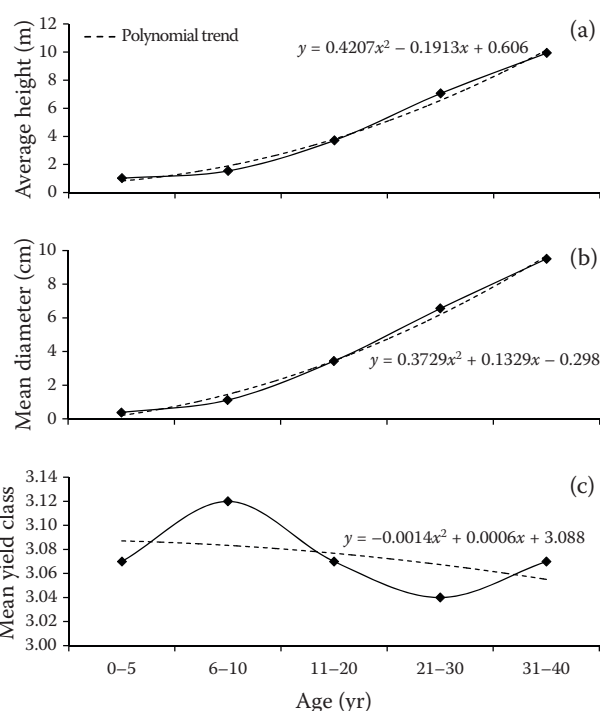 (a)
Polynomial trend
y = 0.4207x² − 0.1913x + 0.606
Average height (m)
12
10
8
6
4
2
0
(b)
Mean diameter (cm)
10
8
6
4
2
0
y = 0.3729x² + 0.1329x − 0.298
(c)
Mean yield class
3.14
3.12
3.10
3.08
3.06
3.04
3.02
3.00
y = −0.0014x² + 0.0006x + 3.088
0–5 6–10 11–20 21–30 31–40
Age (yr)